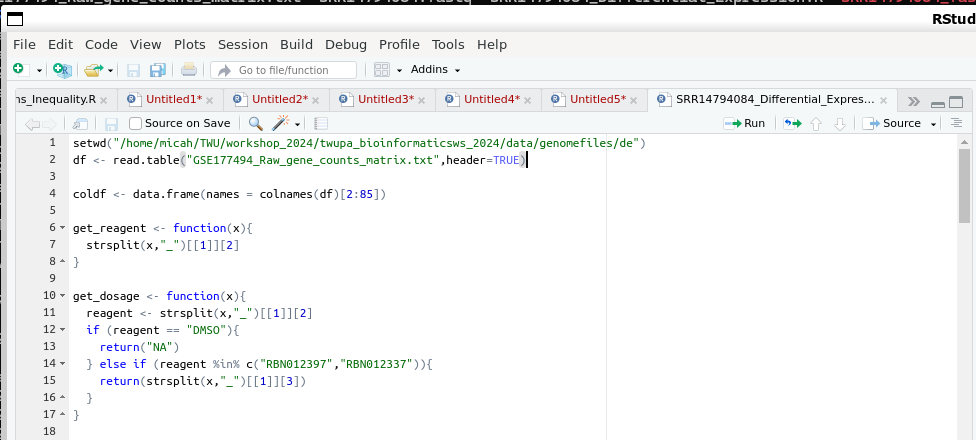 RStud
File Edit Code View Plots Session Build Debug Profile Tools Help
Go to file/function Addins
ns_Inequality.R Untitled1* Untitled2* Untitled3* Untitled4* Untitled5* SRR14794084_Differential_Expres...
Source on Save Run Source
1 setwd("/home/micah/TWU/workshop_2024/twupa_bioinformaticsws_2024/data/genomefiles/de")
2 df <- read.table("GSE177494_Raw_gene_counts_matrix.txt",header=TRUE)
3
4 coldf <- data.frame(names = colnames(df)[2:85])
5
6 get_reagent <- function(x){
7 strsplit(x,"_")[[1]][2]
8 }
9
10 get_dosage <- function(x){
11 reagent <- strsplit(x,"_")[[1]][2]
12 if (reagent == "DMSO"){
13 return("NA")
14 } else if (reagent %in% c("RBN012397","RBN012337")){
15 return(strsplit(x,"_")[[1]][3])
16 }
17 }
18